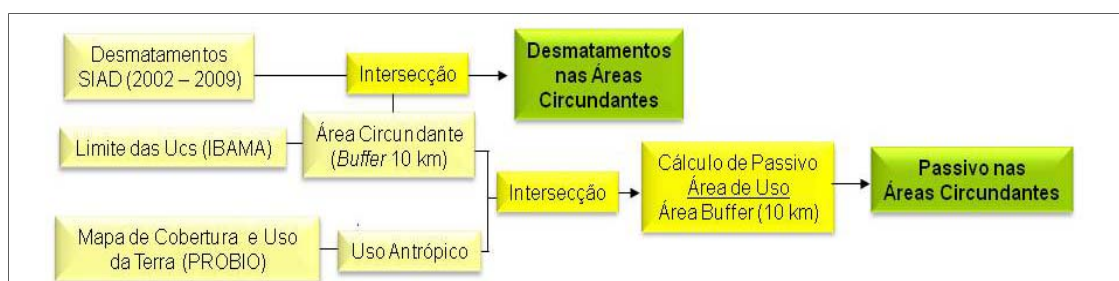 Desmatamentos
SIAD (2002 – 2009)
Intersecção
Desmatamentos
nas Áreas
Circundantes
Limite das Ucs (IBAMA)
Área Circundante
(Buffer 10 km)
Intersecção
Cálculo de Passivo
Área de Uso
Área Buffer (10 km)
Passivo nas
Áreas Circundantes
Mapa de Cobertura e Uso
da Terra (PROBIO)
Uso Antrópico